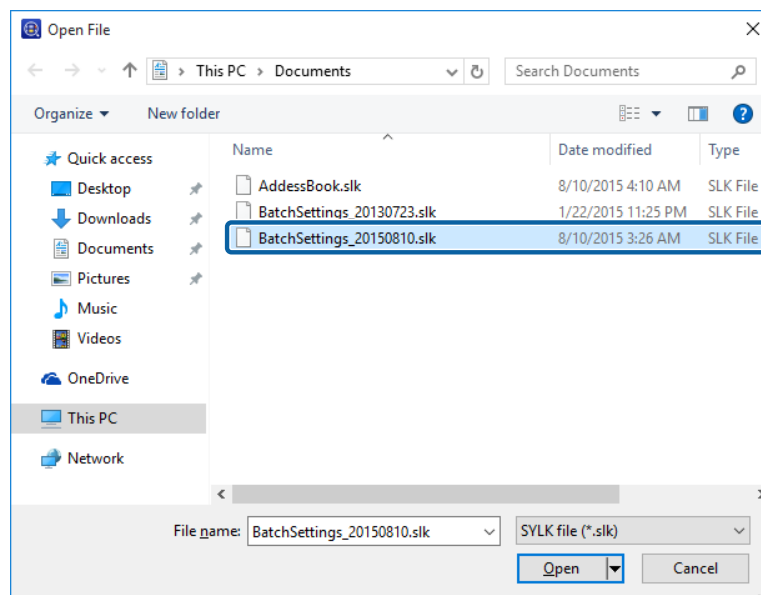 Open File
This PC > Documents
Search Documents
Organize
New folder
Name
Date modified
Type
Quick access
Desktop
Downloads
Documents
Pictures
Music
Videos
OneDrive
This PC
Network
AddessBook.slk 8/10/2015 4:10 AM SLK File
BatchSettings_20130723.slk 1/22/2015 11:25 PM SLK File
BatchSettings_20150810.slk 8/10/2015 3:26 AM SLK File
File name: BatchSettings_20150810.slk
SYLK file (*.slk)
Open
Cancel